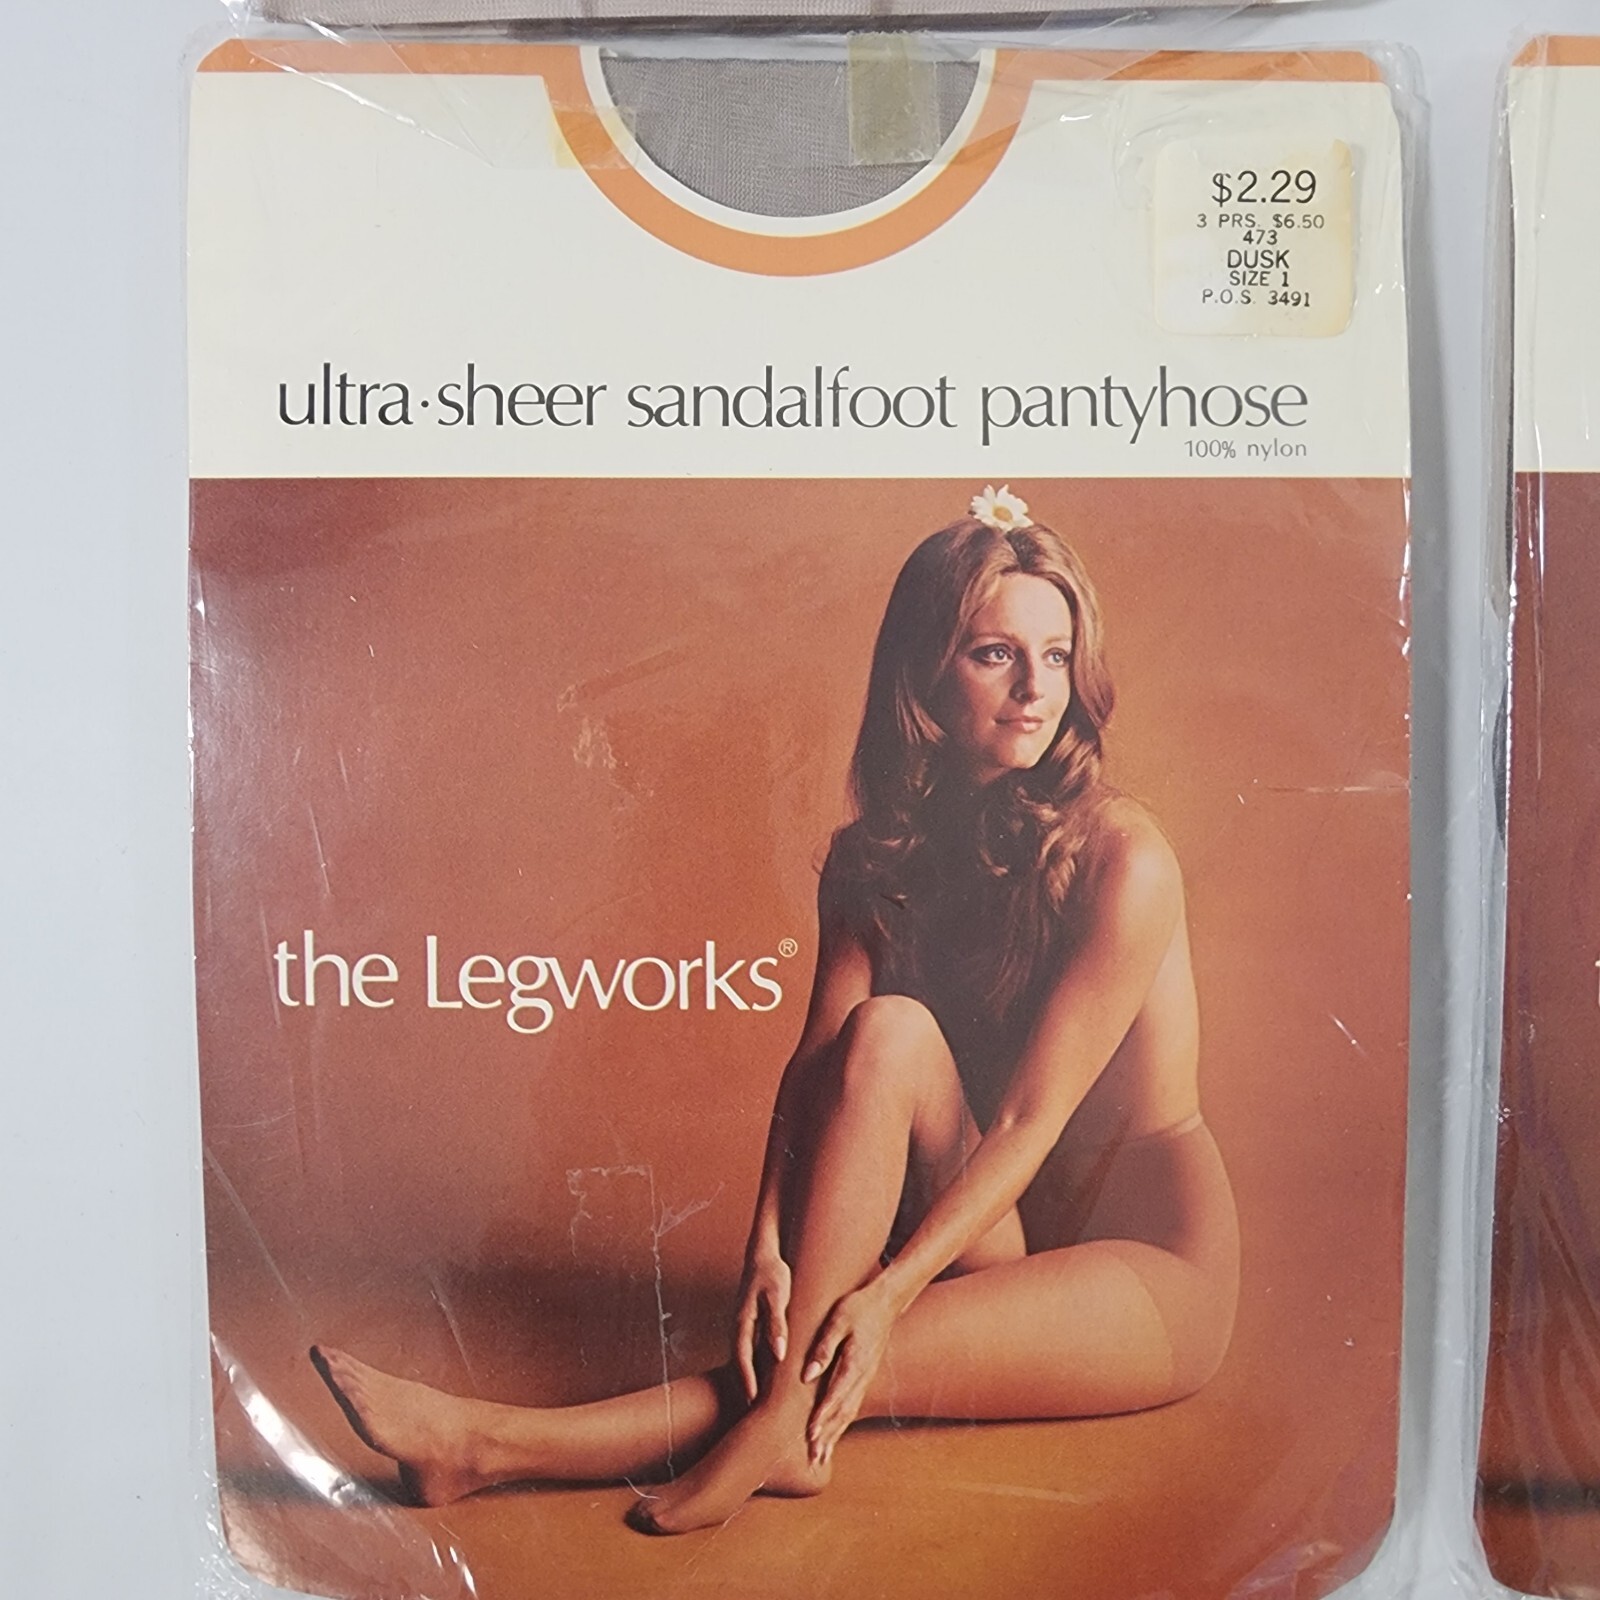 $2.29
3 PRS. $6.50
473
DUSK
SIZE 1
P.O.S. 3491
ultra·sheer sandalfoot pantyhose
100% nylon
the Legworks®